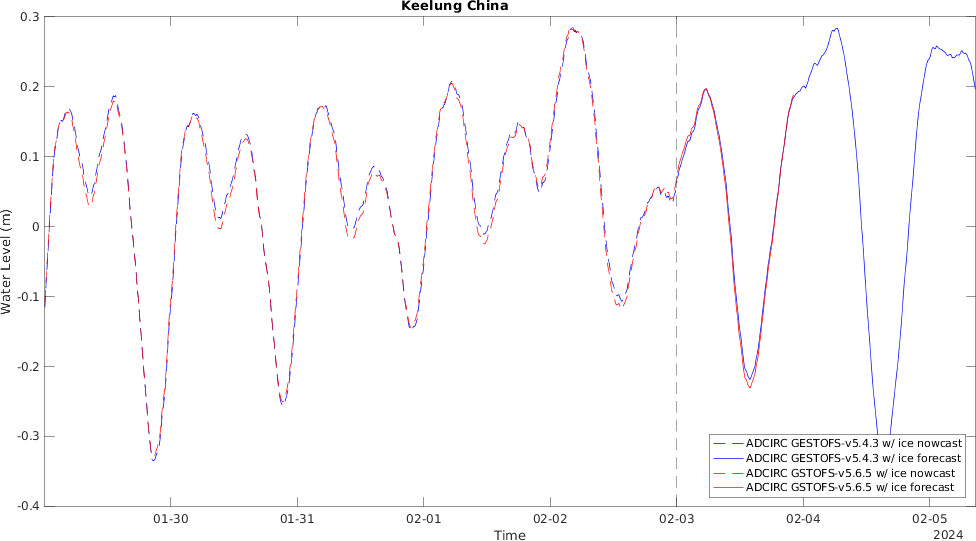 Keelung China
Water Level (m)
0.3
0.2
0.1
0
-0.1
-0.2
-0.3
-0.4
ADCIRC GESTOFS-v5.4.3 w/ ice nowcast
ADCIRC GESTOFS-v5.4.3 w/ ice forecast
ADCIRC GSTOFS-v5.6.5 w/ ice nowcast
ADCIRC GSTOFS-v5.6.5 w/ ice forecast
01-30 01-31 02-01 02-02 02-03 02-04 02-05
Time
2024